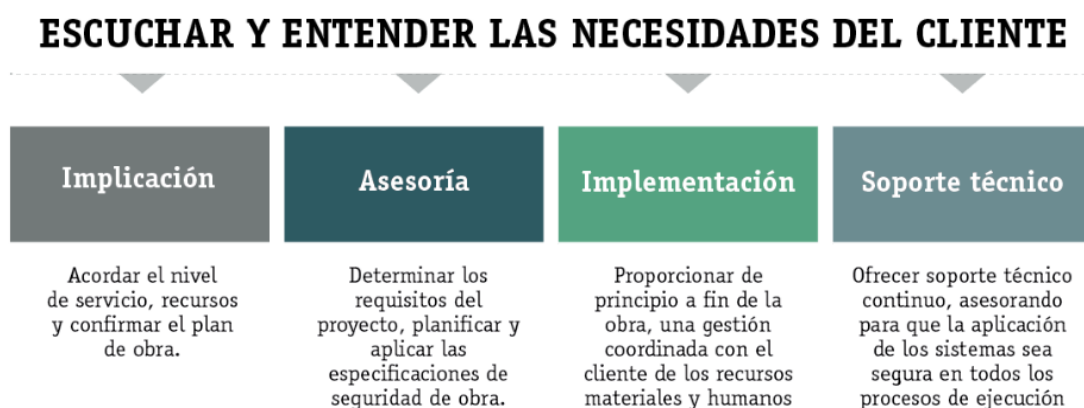 ESCUCHAR Y ENTENDER LAS NECESIDADES DEL CLIENTE
Implicación
Acordar el nivel
de servicio, recursos
y confirmar el plan
de obra.
Asesoría
Determinar los
requisitos del
proyecto, planificar y
aplicar las
especificaciones de
seguridad de obra.
Implementación
Proporcionar de
principio a fin de la
obra, una gestión
coordinada con el
cliente de los recursos
materiales y humanos
Soporte técnico
Ofrecer soporte técnico
continuo, asesorando
para que la aplicación
de los sistemas sea
segura en todos los
procesos de ejecución